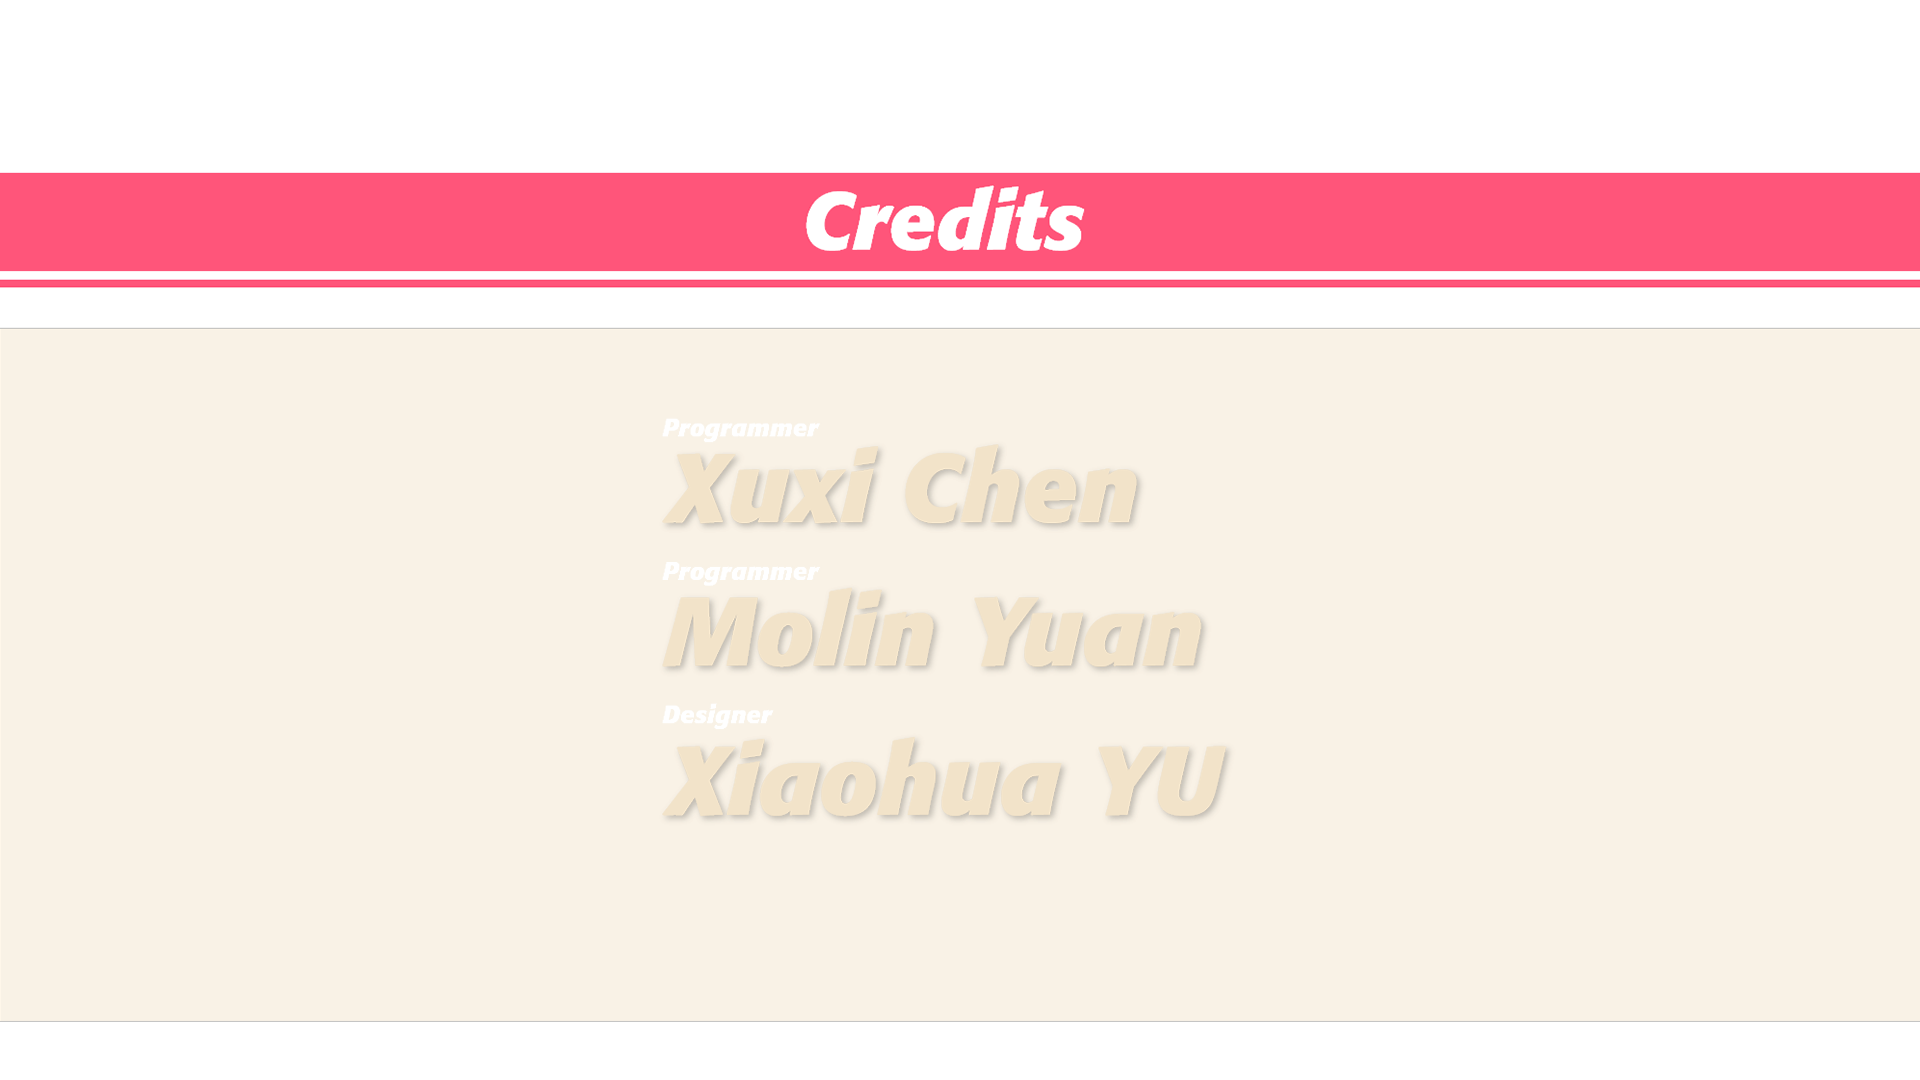 Credits
Programmer
Xuxi Chen
Programmer
Molin Yuan
Designer
Xiaohua YU